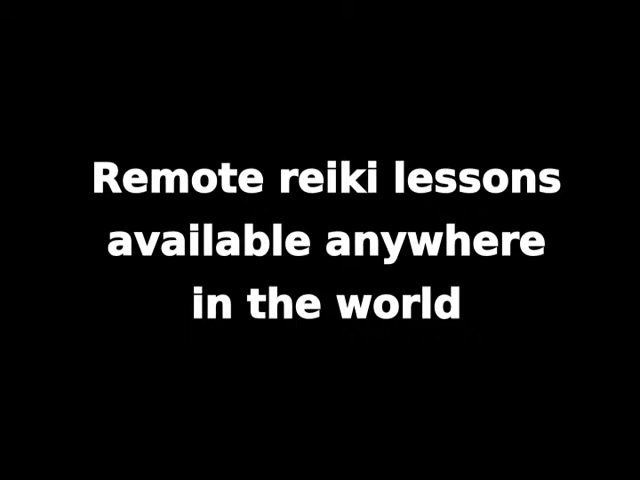 Remote reiki lessons
available anywhere
in the world